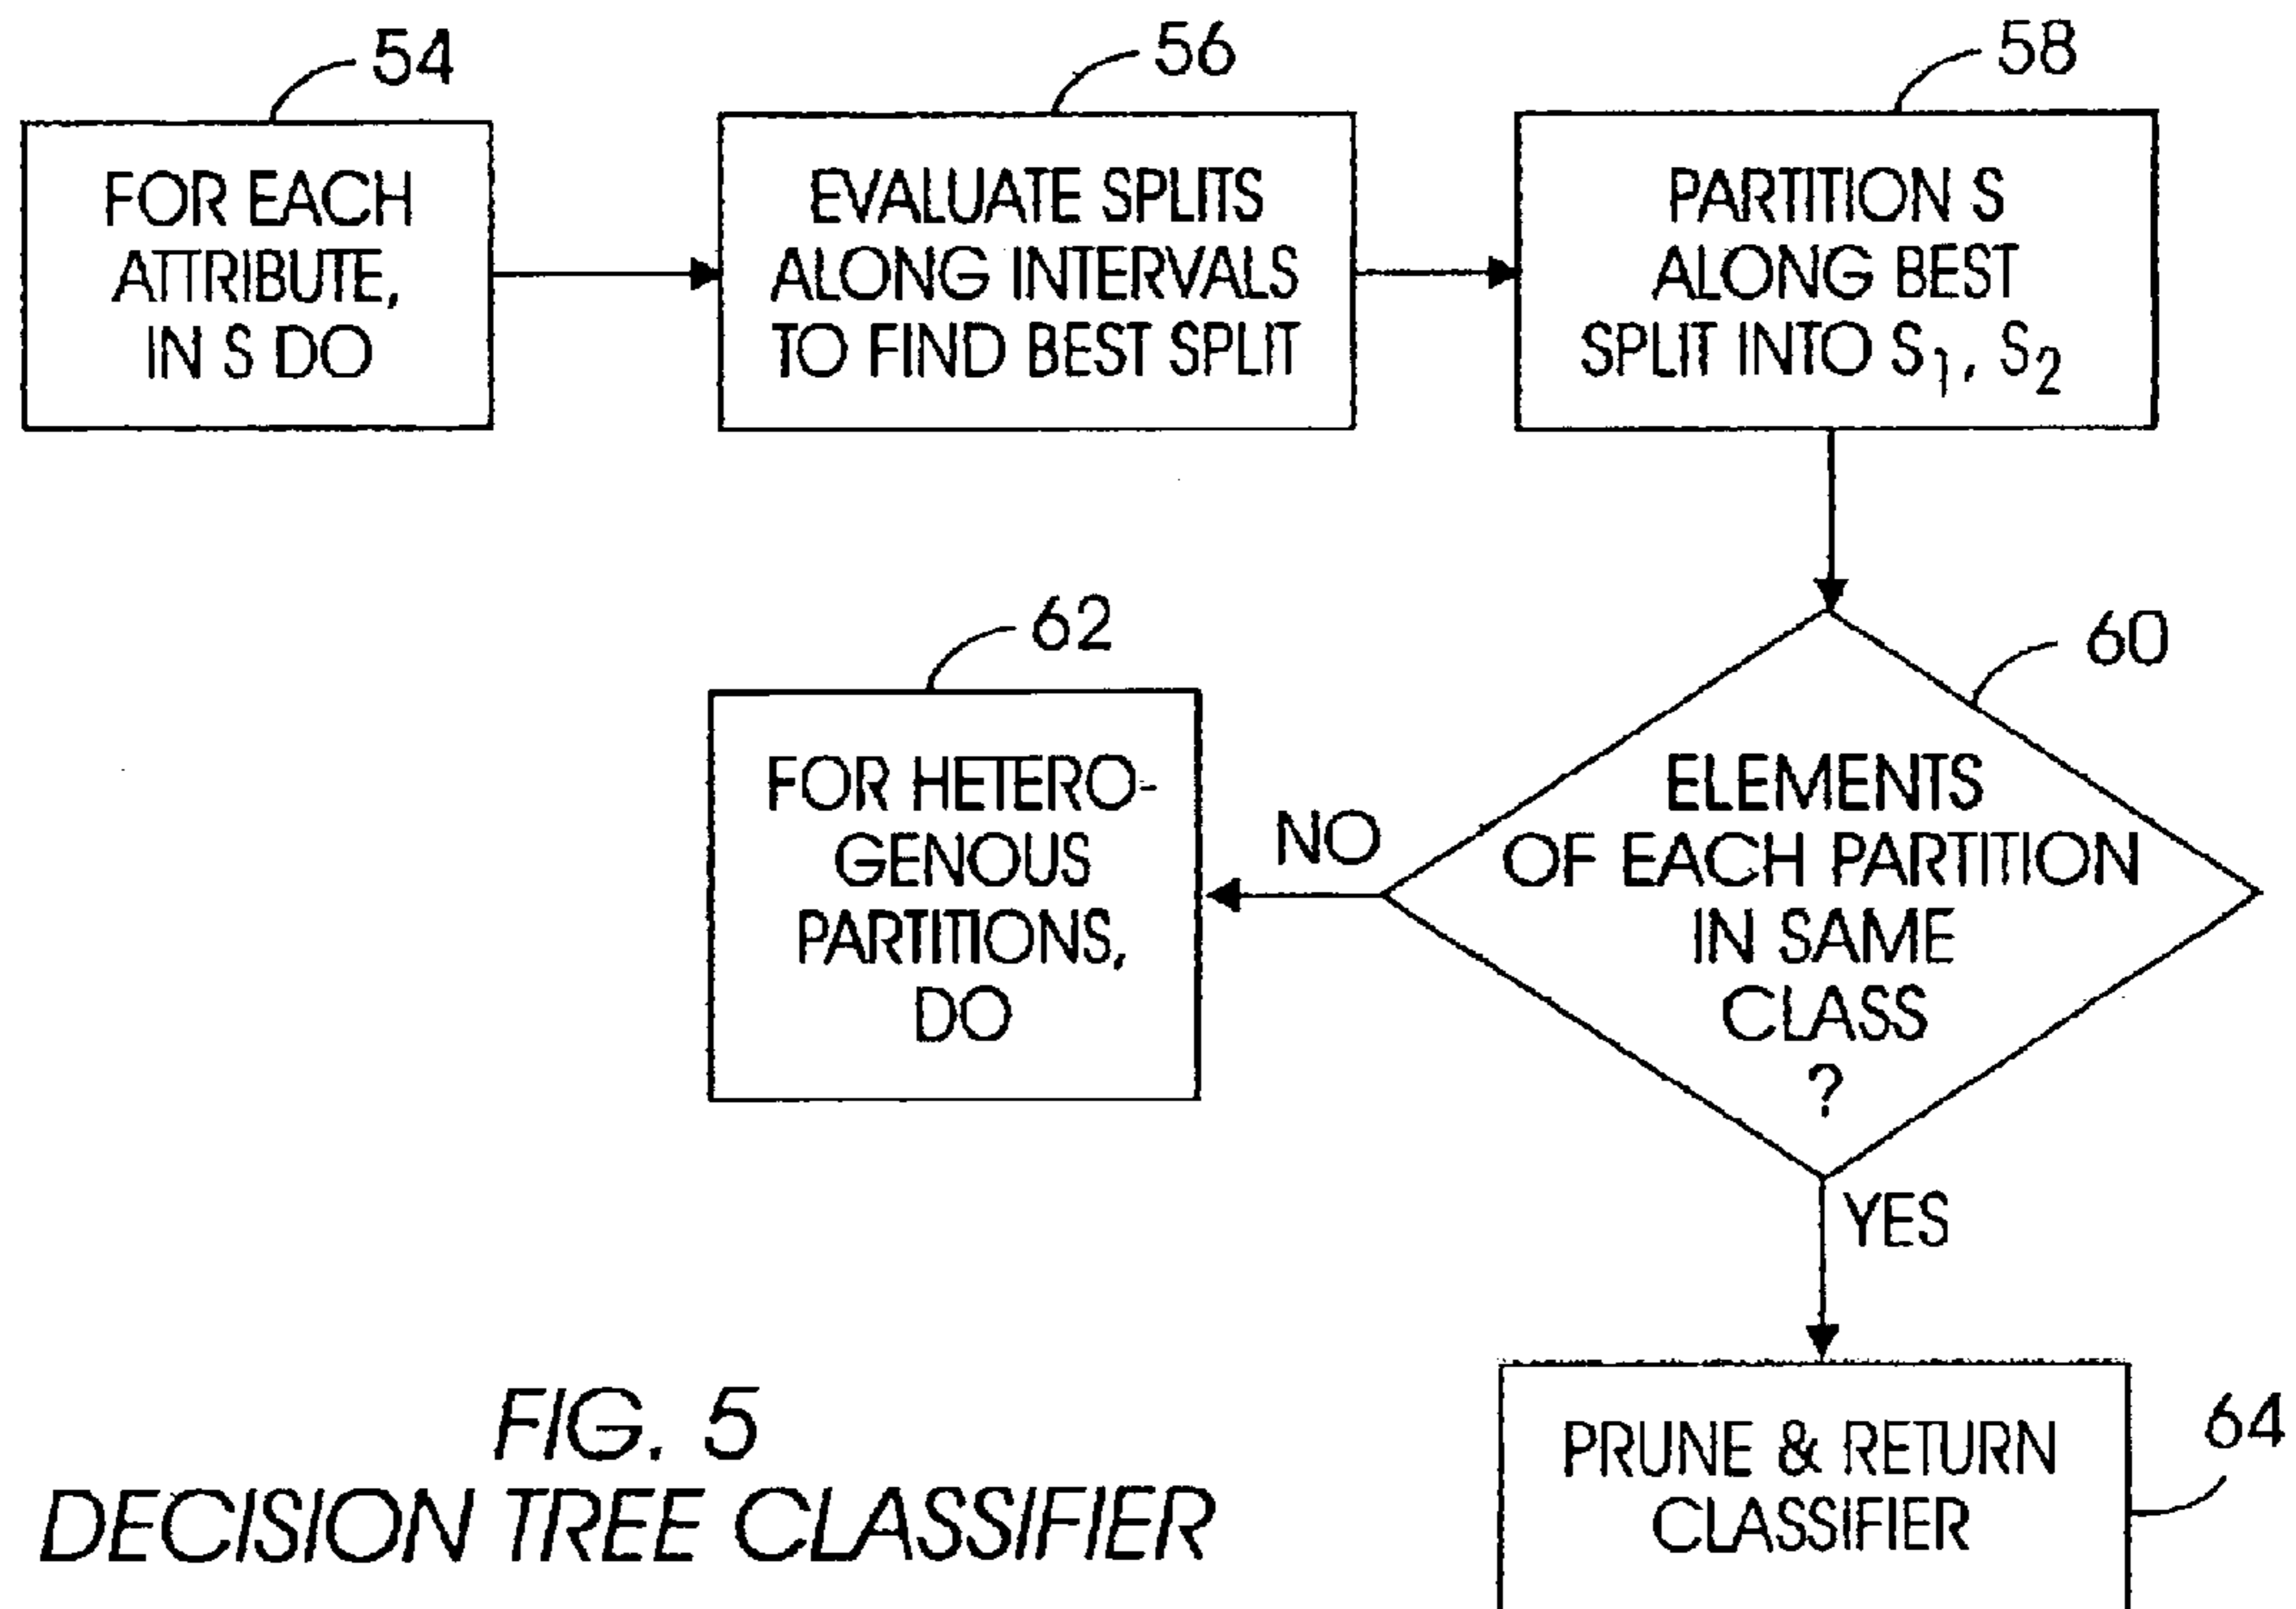 54
FOR EACH
ATTRIBUTE,
IN S DO
56
EVALUATE SPLITS
ALONG INTERVALS
TO FIND BEST SPLIT
58
PARTITION S
ALONG BEST
SPLIT INTO S1, S2
60
ELEMENTS
OF EACH PARTITION
IN SAME
CLASS
?
NO
62
FOR HETERO-
GENOUS
PARTITIONS,
DO
YES
64
PRUNE & RETURN
CLASSIFIER
FIG. 5
DECISION TREE CLASSIFIER